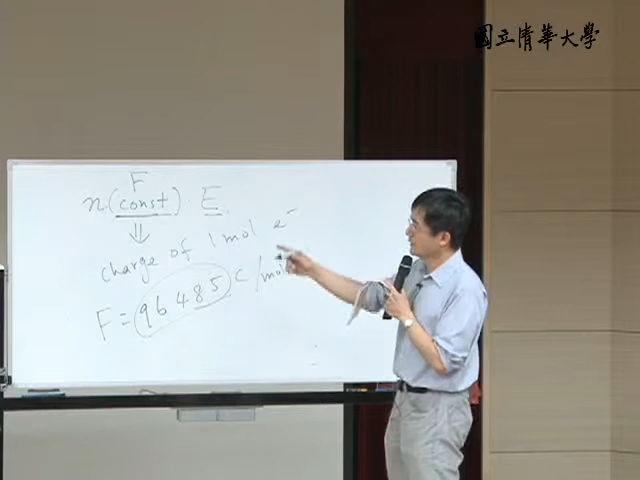 國立清華大學
F
n (const) · E
⇓
charge of 1 mol e⁻
F = 96485 C/mol